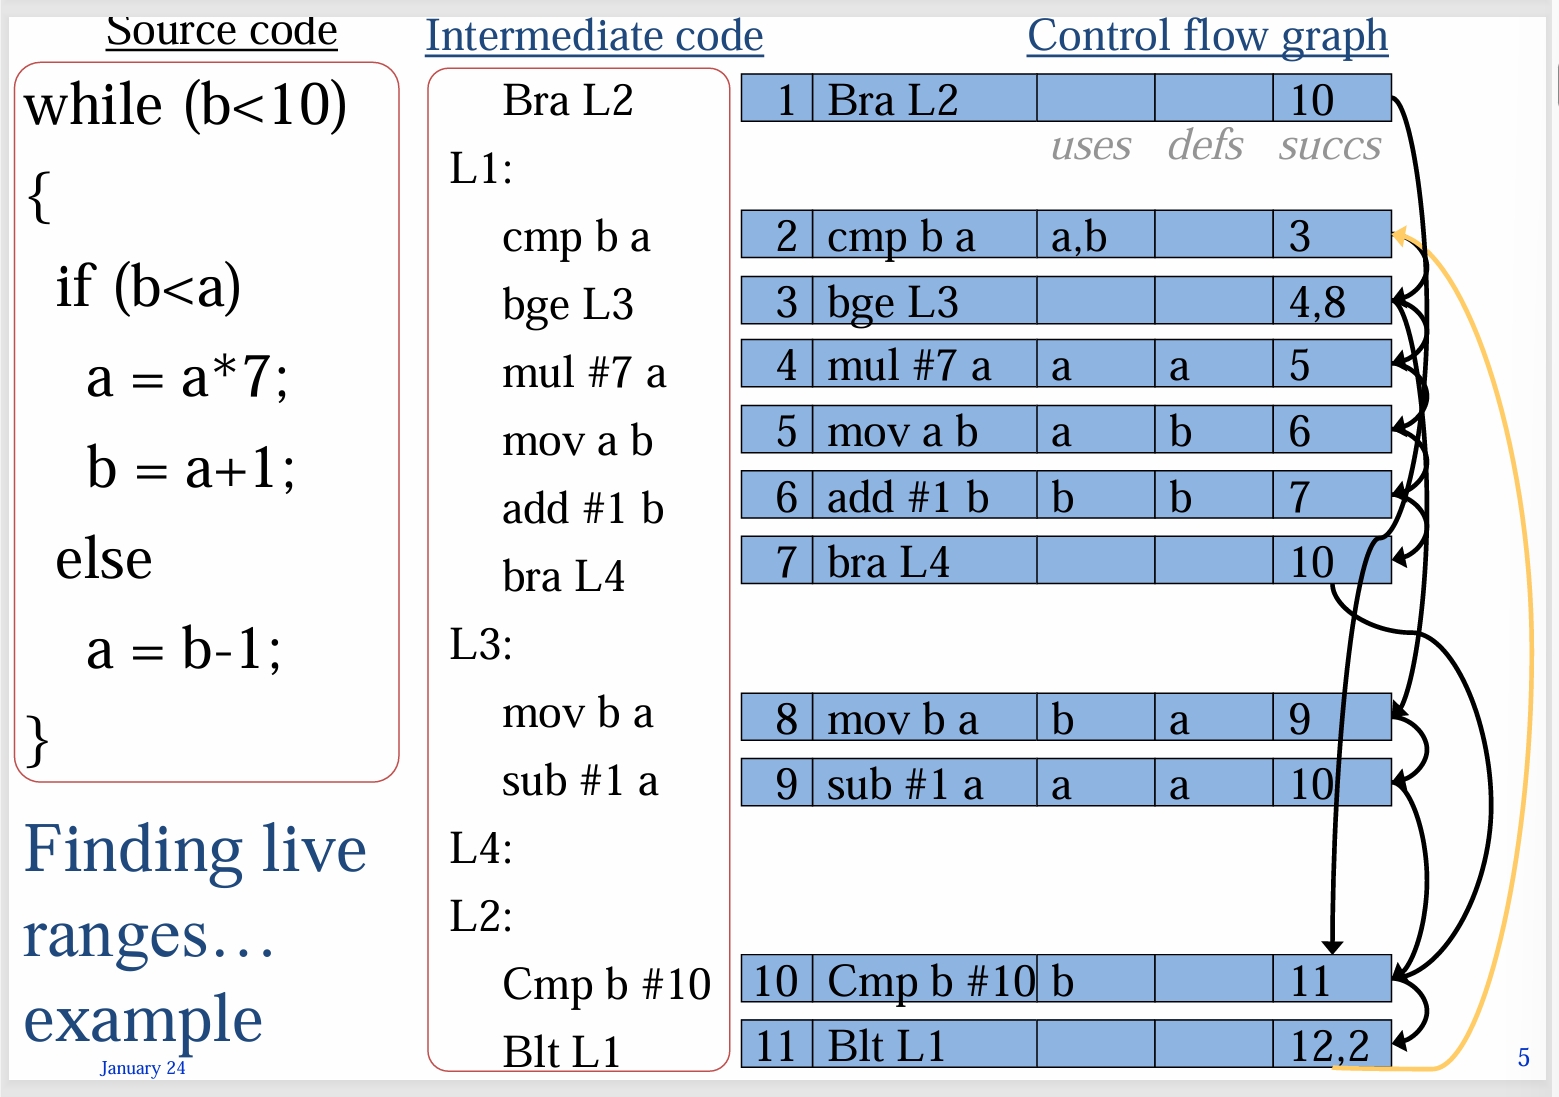 Source code
while (b<10)
{
if (b<a)
a = a*7;
b = a+1;
else
a = b-1;
}
Finding live
ranges…
example
January 24
Intermediate code
Bra L2
L1:
cmp b a
bge L3
mul #7 a
mov a b
add #1 b
bra L4
L3:
mov b a
sub #1 a
L4:
L2:
Cmp b #10
Blt L1
Control flow graph
1 Bra L2 10
uses defs succs
2 cmp b a a,b 3
3 bge L3 4,8
4 mul #7 a a a 5
5 mov a b a b 6
6 add #1 b b b 7
7 bra L4 10
8 mov b a b a 9
9 sub #1 a a a 10
10 Cmp b #10 b 11
11 Blt L1 12,2
5